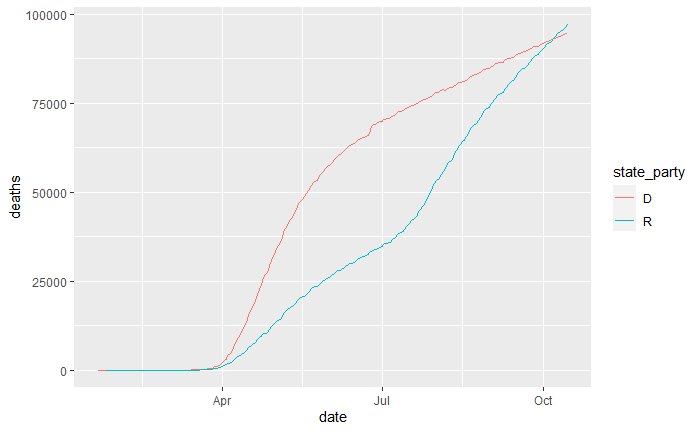 100000
75000
50000
25000
0
deaths
Apr
Jul
Oct
date
state_party
D
R